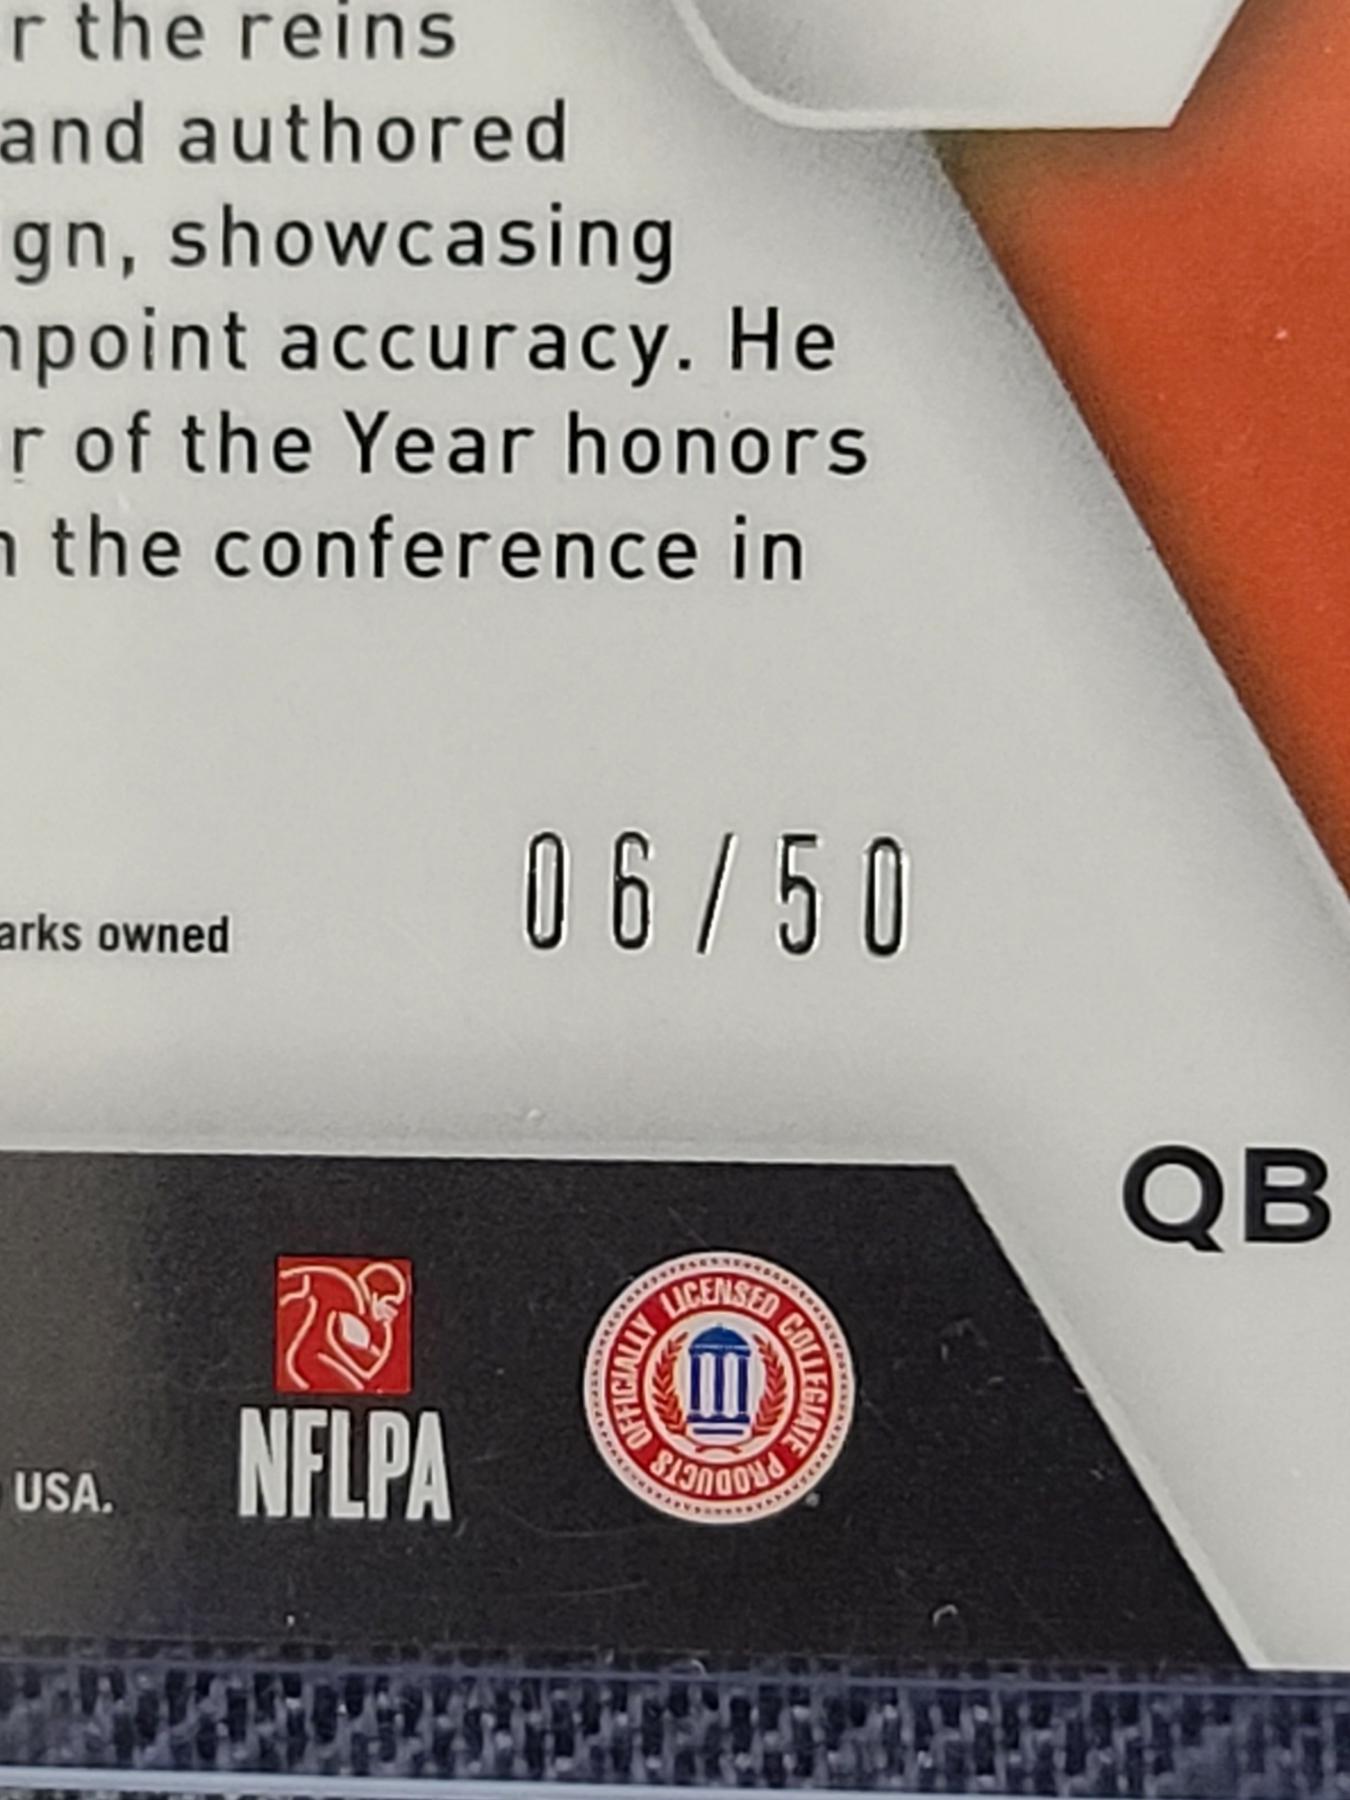 r the reins
and authored
gn, showcasing
npoint accuracy. He
r of the Year honors
n the conference in
arks owned
06/50
QB
USA.
NFLPA
OFFICIALLY LICENSED COLLEGIATE PRODUCTS